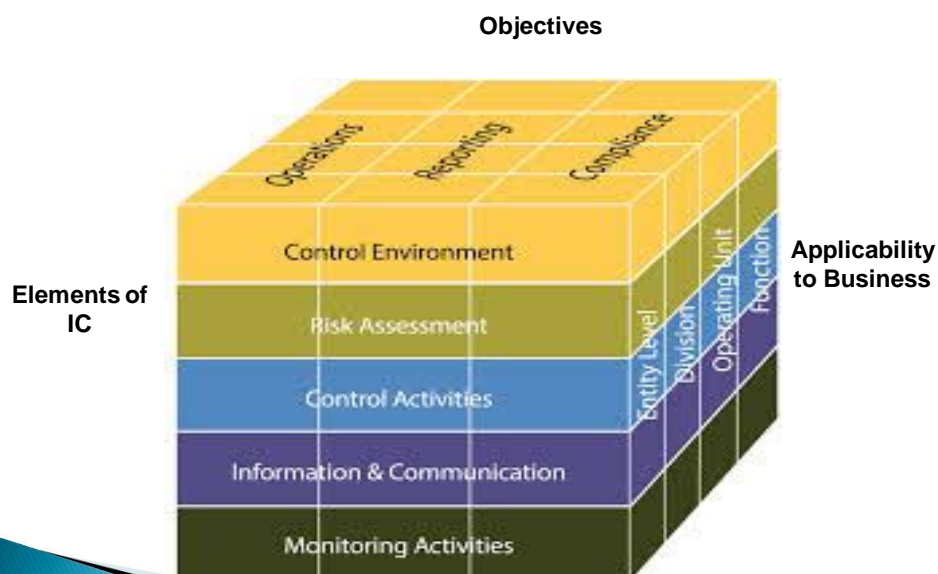 Objectives
Operations
Reporting
Compliance
Control Environment
Risk Assessment
Control Activities
Information & Communication
Monitoring Activities
Entity Level
Division
Operating Unit
Function
Elements of
IC
Applicability
to Business